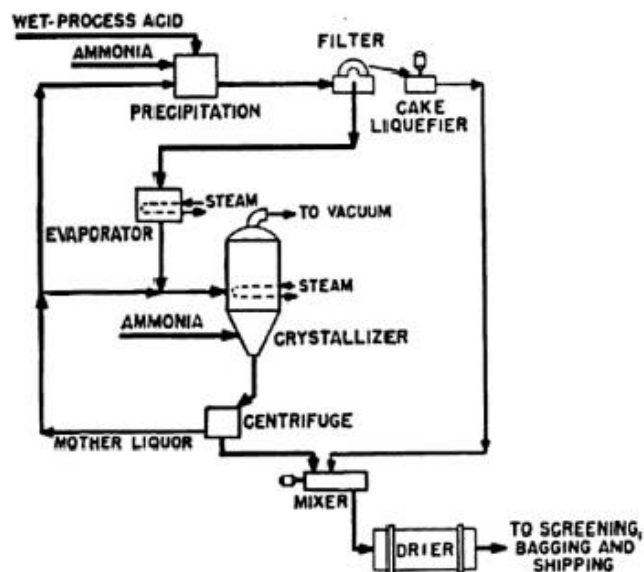 WET-PROCESS ACID
FILTER
AMMONIA
PRECIPITATION
CAKE
LIQUEFIER
STEAM
TO VACUUM
EVAPORATOR
STEAM
AMMONIA
CRYSTALLIZER
CENTRIFUGE
MOTHER LIQUOR
MIXER
DRIER
TO SCREENING,
BAGGING AND
SHIPPING